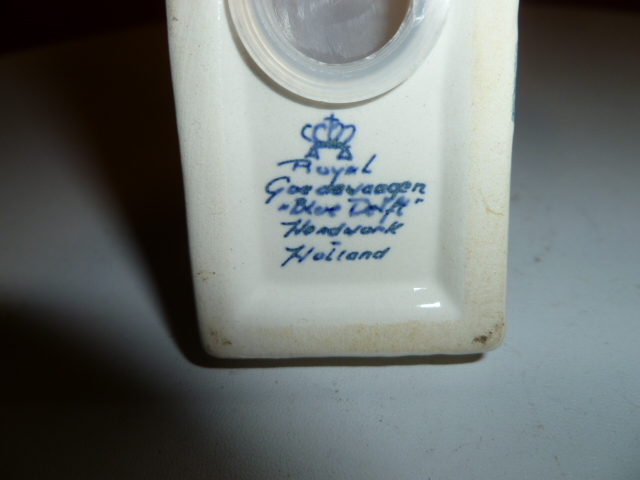 Royal
Goedewaagen
"Blue Delft"
Handwork
Holland